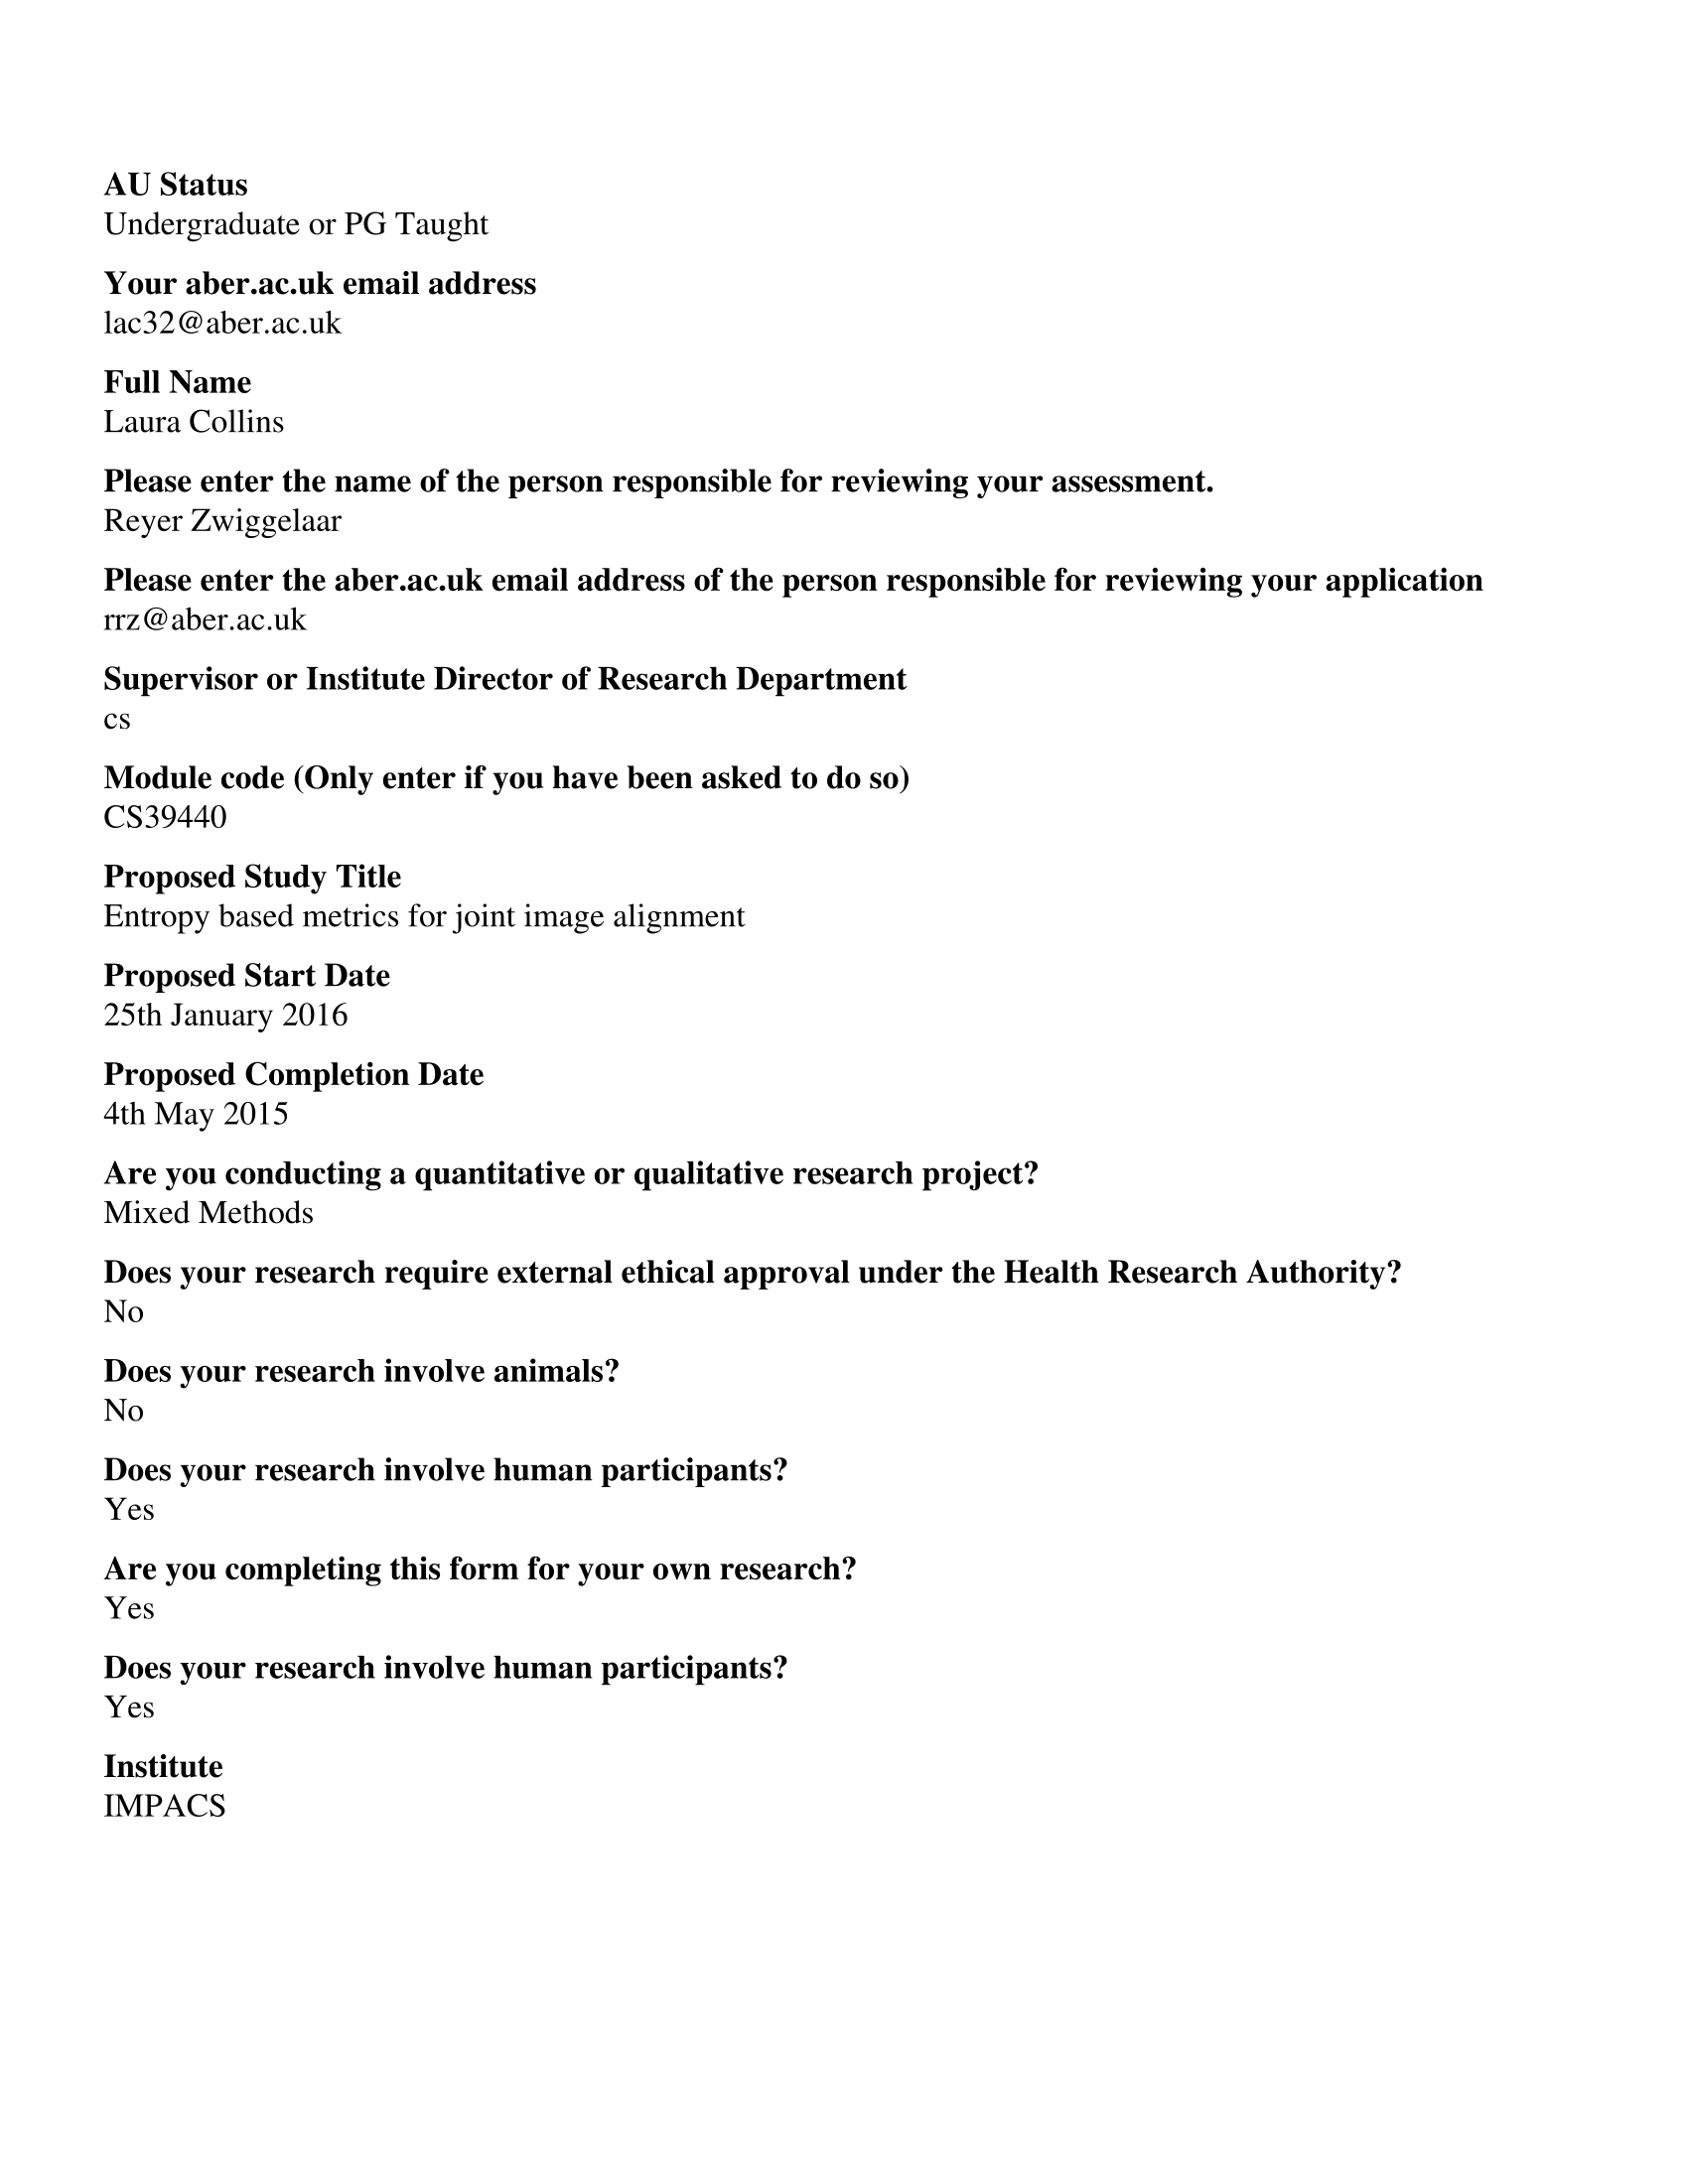 AU Status
Undergraduate or PG Taught
Your aber.ac.uk email address
lac32@aber.ac.uk
Full Name
Laura Collins
Please enter the name of the person responsible for reviewing your assessment.
Reyer Zwiggelaar
Please enter the aber.ac.uk email address of the person responsible for reviewing your application
rrz@aber.ac.uk
Supervisor or Institute Director of Research Department
cs
Module code (Only enter if you have been asked to do so)
CS39440
Proposed Study Title
Entropy based metrics for joint image alignment
Proposed Start Date
25th January 2016
Proposed Completion Date
4th May 2015
Are you conducting a quantitative or qualitative research project?
Mixed Methods
Does your research require external ethical approval under the Health Research Authority?
No
Does your research involve animals?
No
Does your research involve human participants?
Yes
Are you completing this form for your own research?
Yes
Does your research involve human participants?
Yes
Institute
IMPACS